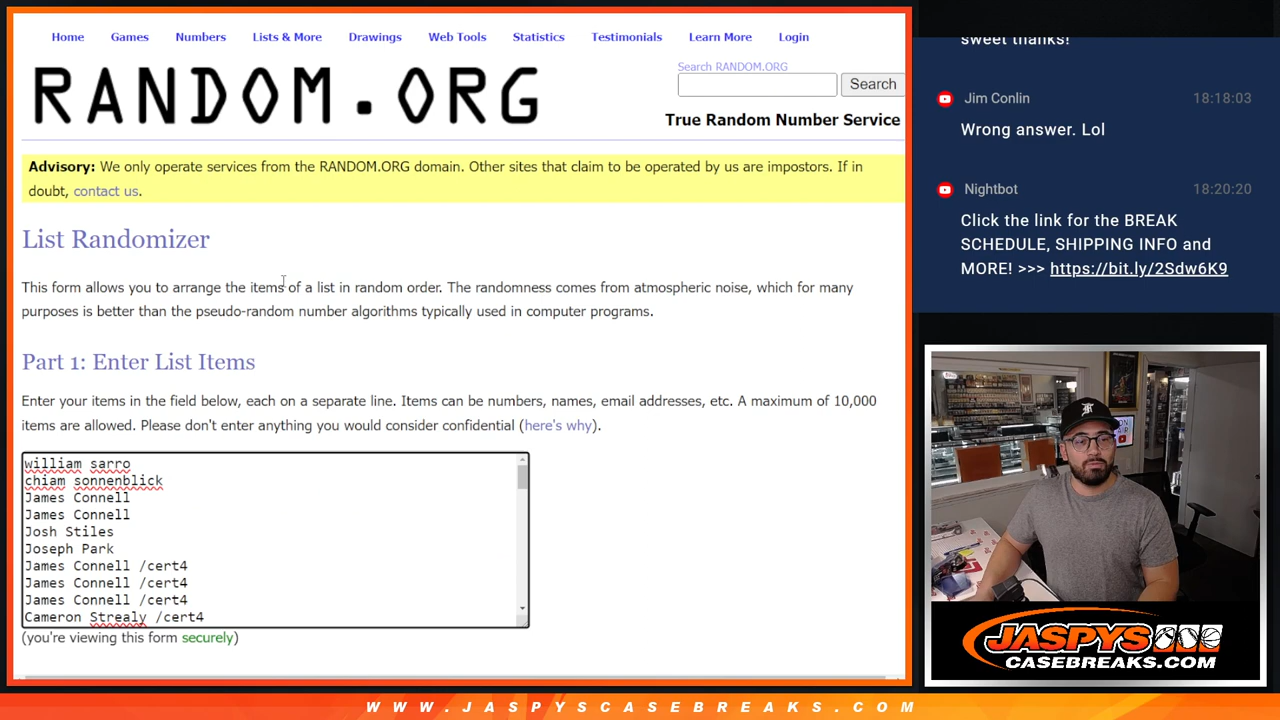 Home Games Numbers Lists & More Drawings Web Tools Statistics Testimonials Learn More Login
RANDOM.ORG
Search RANDOM.ORG
Search
True Random Number Service
Advisory: We only operate services from the RANDOM.ORG domain. Other sites that claim to be operated by us are impostors. If in
doubt, contact us.
List Randomizer
This form allows you to arrange the items of a list in random order. The randomness comes from atmospheric noise, which for many
purposes is better than the pseudo-random number algorithms typically used in computer programs.
Part 1: Enter List Items
Enter your items in the field below, each on a separate line. Items can be numbers, names, email addresses, etc. A maximum of 10,000
items are allowed. Please don't enter anything you would consider confidential (here's why).
william sarro
chiam sonnenblick
James Connell
James Connell
Josh Stiles
Joseph Park
James Connell /cert4
James Connell /cert4
James Connell /cert4
Cameron Strealy /cert4
(you're viewing this form securely)
sweet thanks!
Jim Conlin 18:18:03
Wrong answer. Lol
Nightbot 18:20:20
Click the link for the BREAK
SCHEDULE, SHIPPING INFO and
MORE! >>> https://bit.ly/2Sdw6K9
JASPYS
CASEBREAKS.COM
WWW.JASPYSCASEBREAKS.COM